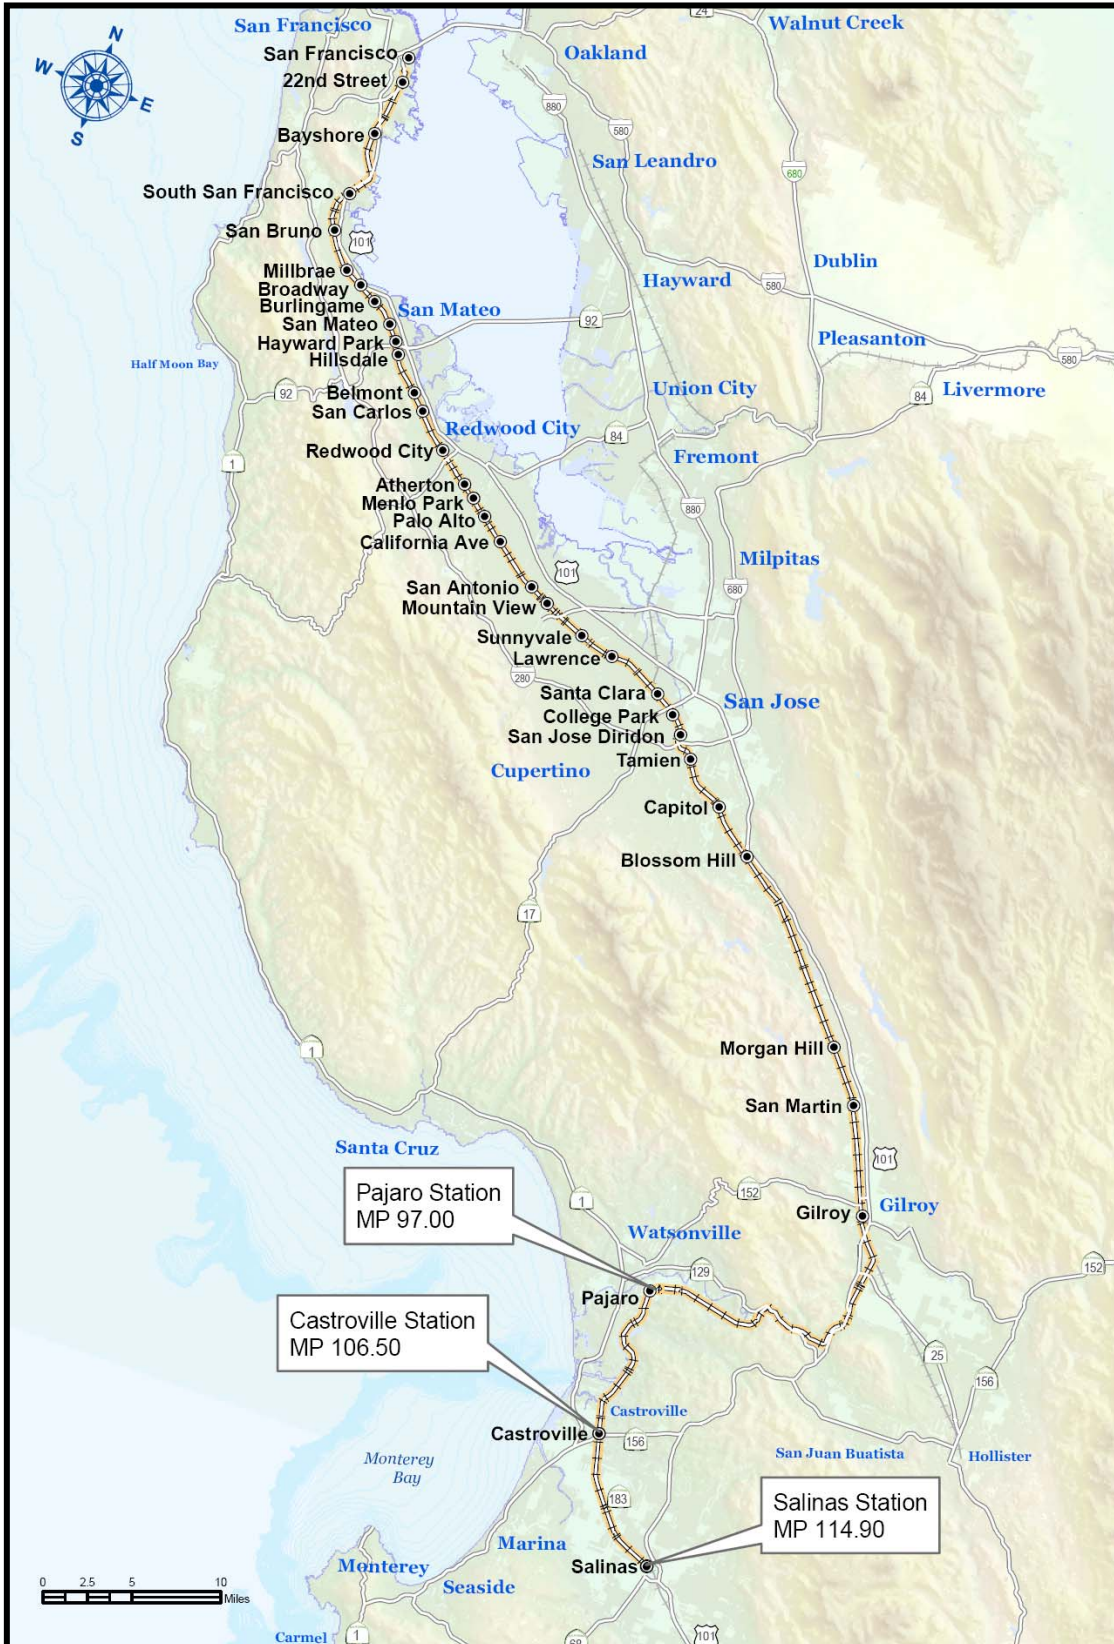 24
San Francisco
Walnut Creek
N
San Francisco
Oakland
W
22nd Street
E
880
S
Bayshore
580
San Leandro
680
South San Francisco
San Bruno
101
Dublin
Millbrae
Hayward
Broadway
580
Burlingame
San Mateo
San Mateo
92
Hayward Park
Pleasanton
Hillsdale
580
Half Moon Bay
Union City
Livermore
92
Belmont
84
San Carlos
Redwood City
84
Redwood City
Fremont
1
Atherton
Menlo Park
880
Palo Alto
California Ave
Milpitas
101
San Antonio
680
Mountain View
Sunnyvale
Lawrence
280
Santa Clara
San Jose
College Park
San Jose Diridon
Tamien
Cupertino
Capitol
Blossom Hill
17
Morgan Hill
1
San Martin
Santa Cruz
101
Pajaro Station
MP 97.00
152
1
Gilroy
Gilroy
Watsonville
152
129
Pajaro
Castroville Station
MP 106.50
25
156
Castroville
Castroville
156
San Juan Buatista
Hollister
Monterey
Bay
183
Salinas Station
MP 114.90
Marina
Monterey
Salinas
Seaside
0 2.5 5 10
Miles
1
68
101
Carmel